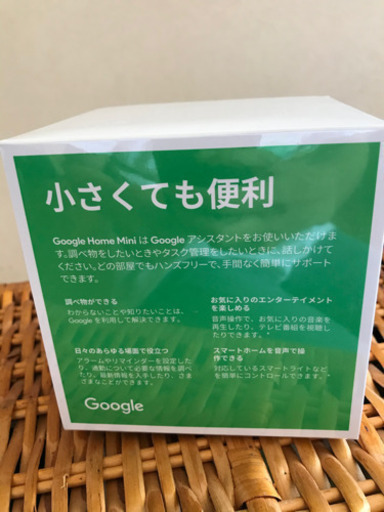 小さくても便利
Google Home Mini は Google アシスタントをお使いいただけま
す。調べ物をしたいときやタスク管理をしたいときに、話しかけて
ください。どの部屋でもハンズフリーで、手間なく簡単にサポート
できます。
調べ物ができる
わからないことや知りたいことは、
Google を利用して解決できます。
お気に入りのエンターテイメント
を楽しめる
音声操作で、お気に入りの音楽
を再生したり、テレビ番組を視聴し
たりできます。*
日々のあらゆる場面で役立つ
アラームやリマインダーを設定し
たり、通勤について必要な情報を調べ
たり、最新情報を入手したり、さま
ざまなことができます。
スマートホームを音声で操
作できる
対応しているスマートライトなど
を簡単にコントロールできます。*
Google